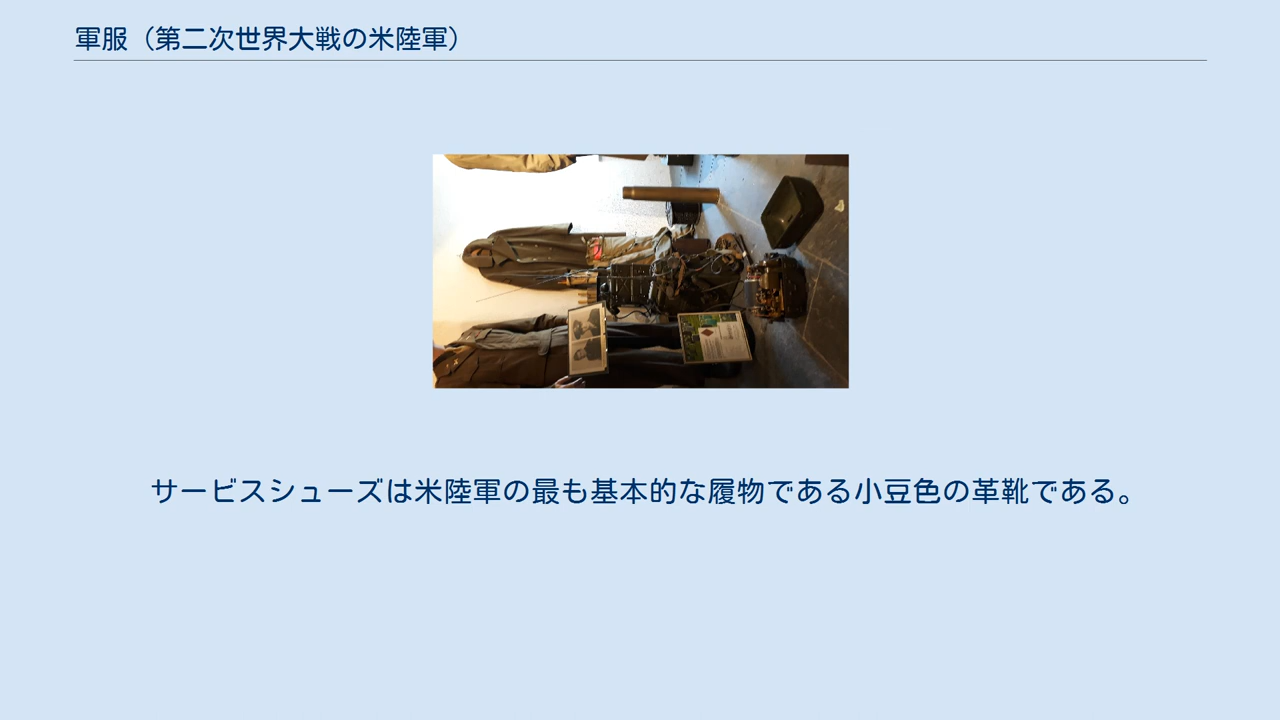 軍服（第二次世界大戦の米陸軍）
サービスシューズは米陸軍の最も基本的な履物である小豆色の革靴である。